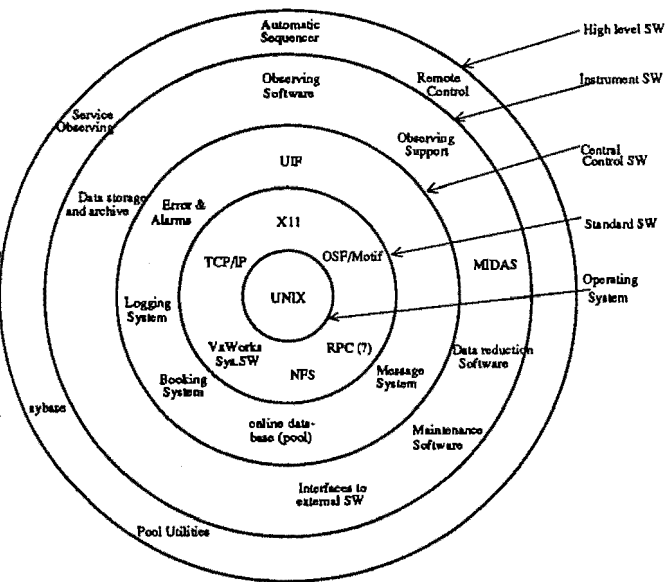 Automatic
Sequencer
High level SW
Remote
Control
Instrument SW
Observing
Software
Service
Observing
Observing
Support
Central
Control SW
UIF
Data storage
and archive
Error &
Alarms
X11
Standard SW
TCP/IP
OSF/Motif
MIDAS
Operating
System
UNIX
Logging
System
VxWorks
Sys.SW
RPC (?)
Data reduction
Software
NFS
Message
System
Booking
System
sybase
online data-
base (pool)
Maintenance
Software
Interfaces to
external SW
Pool Utilities